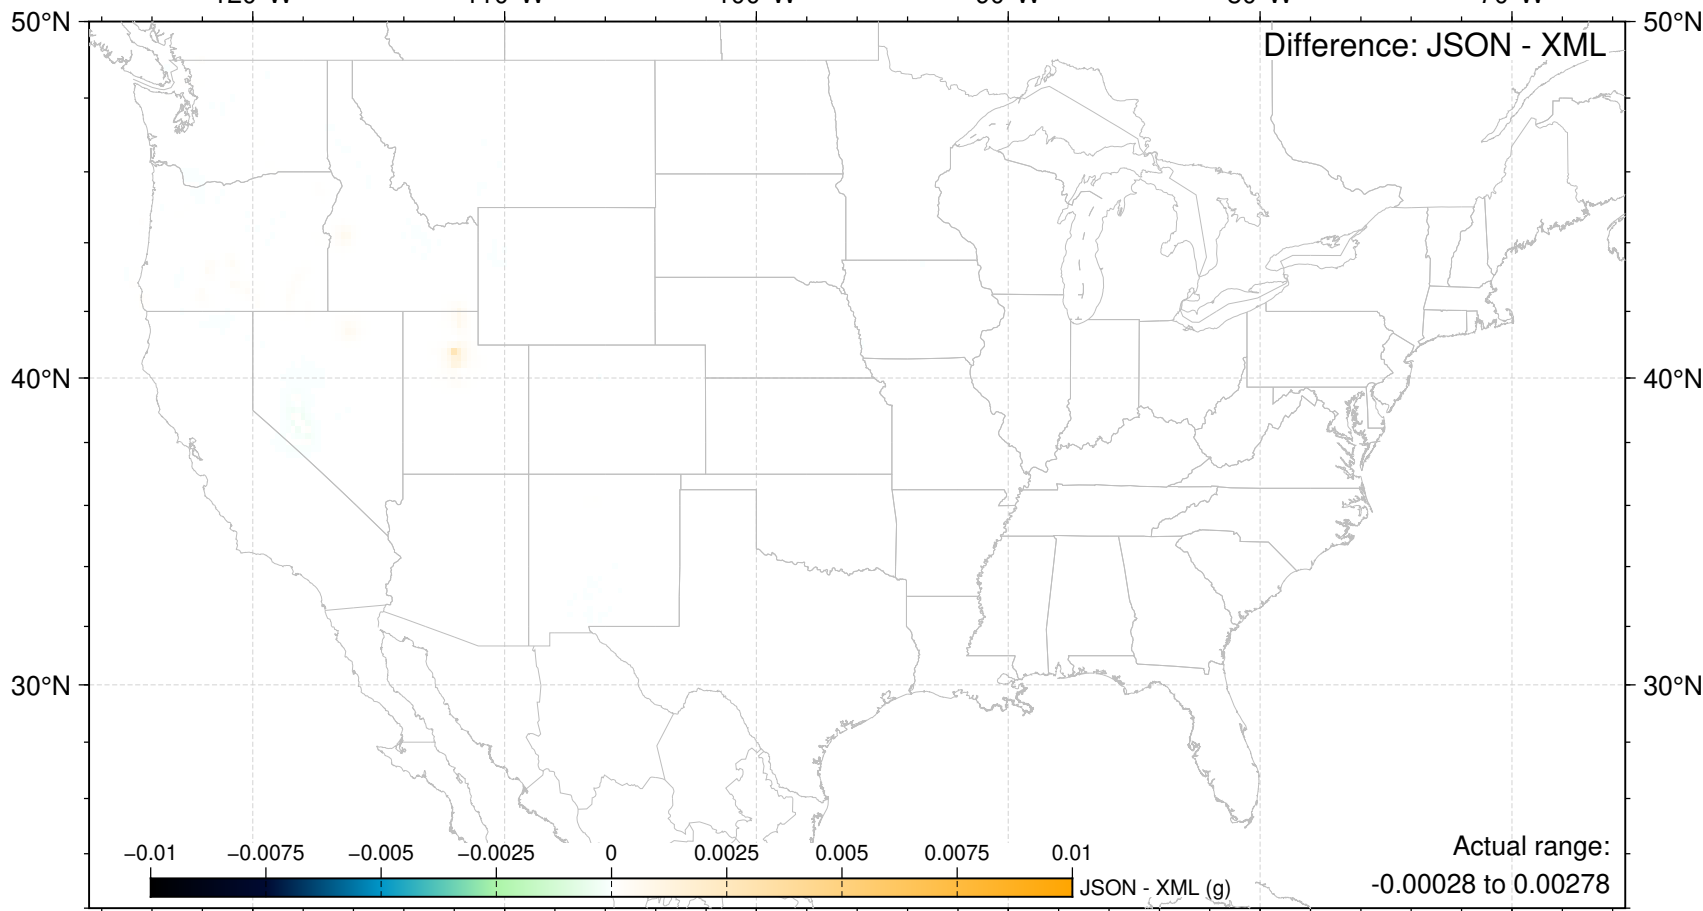 50°N
50°N
Difference: JSON - XML
40°N
40°N
30°N
30°N
Actual range:
-0.00028 to 0.00278
−0.01 −0.0075 −0.005 −0.0025 0 0.0025 0.005 0.0075 0.01
JSON - XML (g)